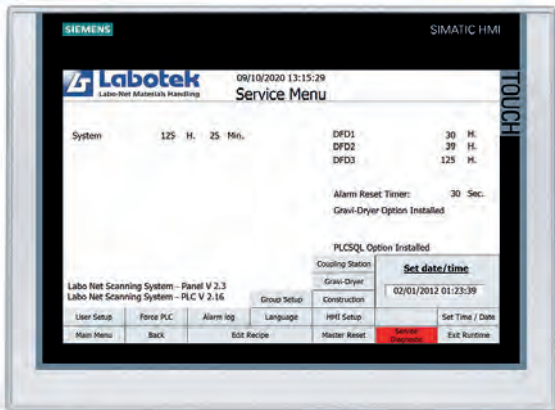 SIEMENS
SIMATIC HMI
TOUCH
Labotek
Labo-Net Materials Handling
09/10/2020 13:15:29
Service Menu
System 125 H. 25 Min.
DFD1 30 H.
DFD2 39 H.
DFD3 125 H.
Alarm Reset Timer: 30 Sec.
Gravi-Dryer Option Installed
PLCSQL Option Installed
Coupling Station
Set date/time
Gravi-Dryer
02/01/2012 01:23:39
Labo Net Scanning System - Panel V 2.3
Labo Net Scanning System - PLC V 2.16
Group Setup
Construction
User Setup
Force PLC
Alarm log
Language
HMI Setup
Set Time / Date
Main Menu
Back
Edit Recipe
Master Reset
Service Diagnostic
Exit Runtime